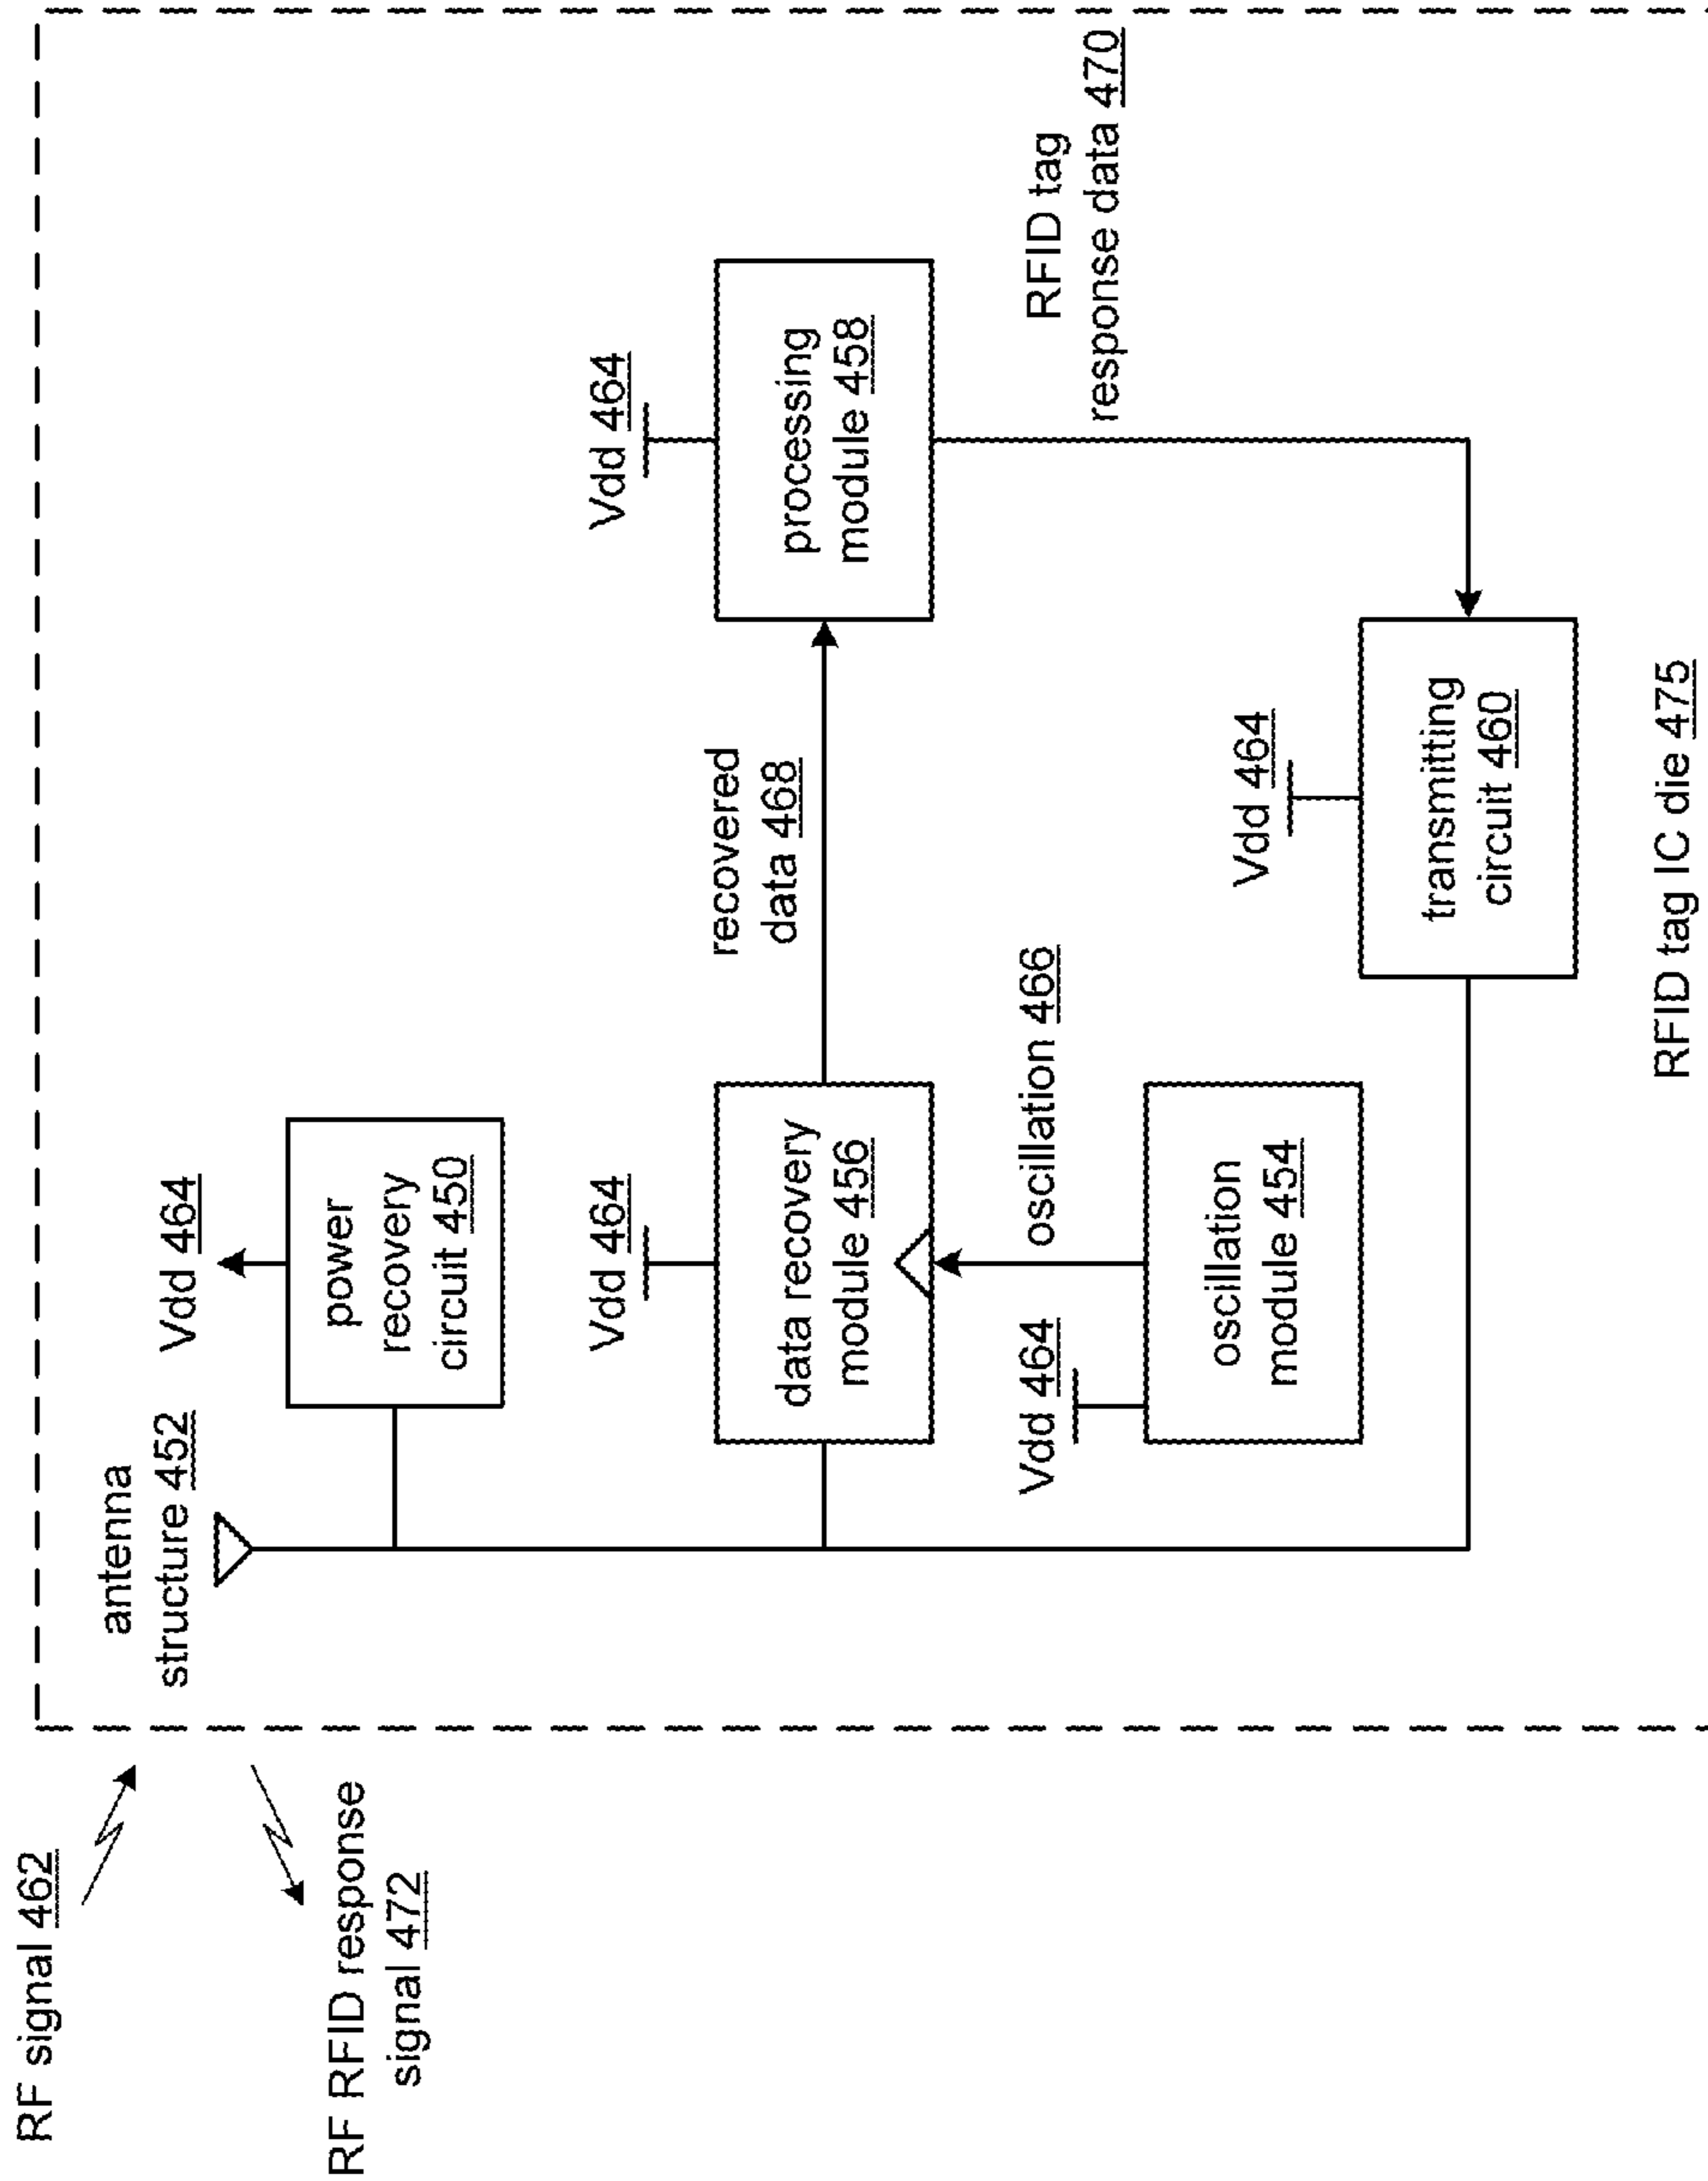 RF signal 462
RF RFID response
signal 472
antenna
structure 452
Vdd 464
power
recovery
circuit 450
Vdd 464
data recovery
module 456
recovered
data 468
Vdd 464
processing
module 458
Vdd 464
oscillation 466
oscillation
module 454
RFID tag
response data 470
Vdd 464
transmitting
circuit 460
RFID tag IC die 475